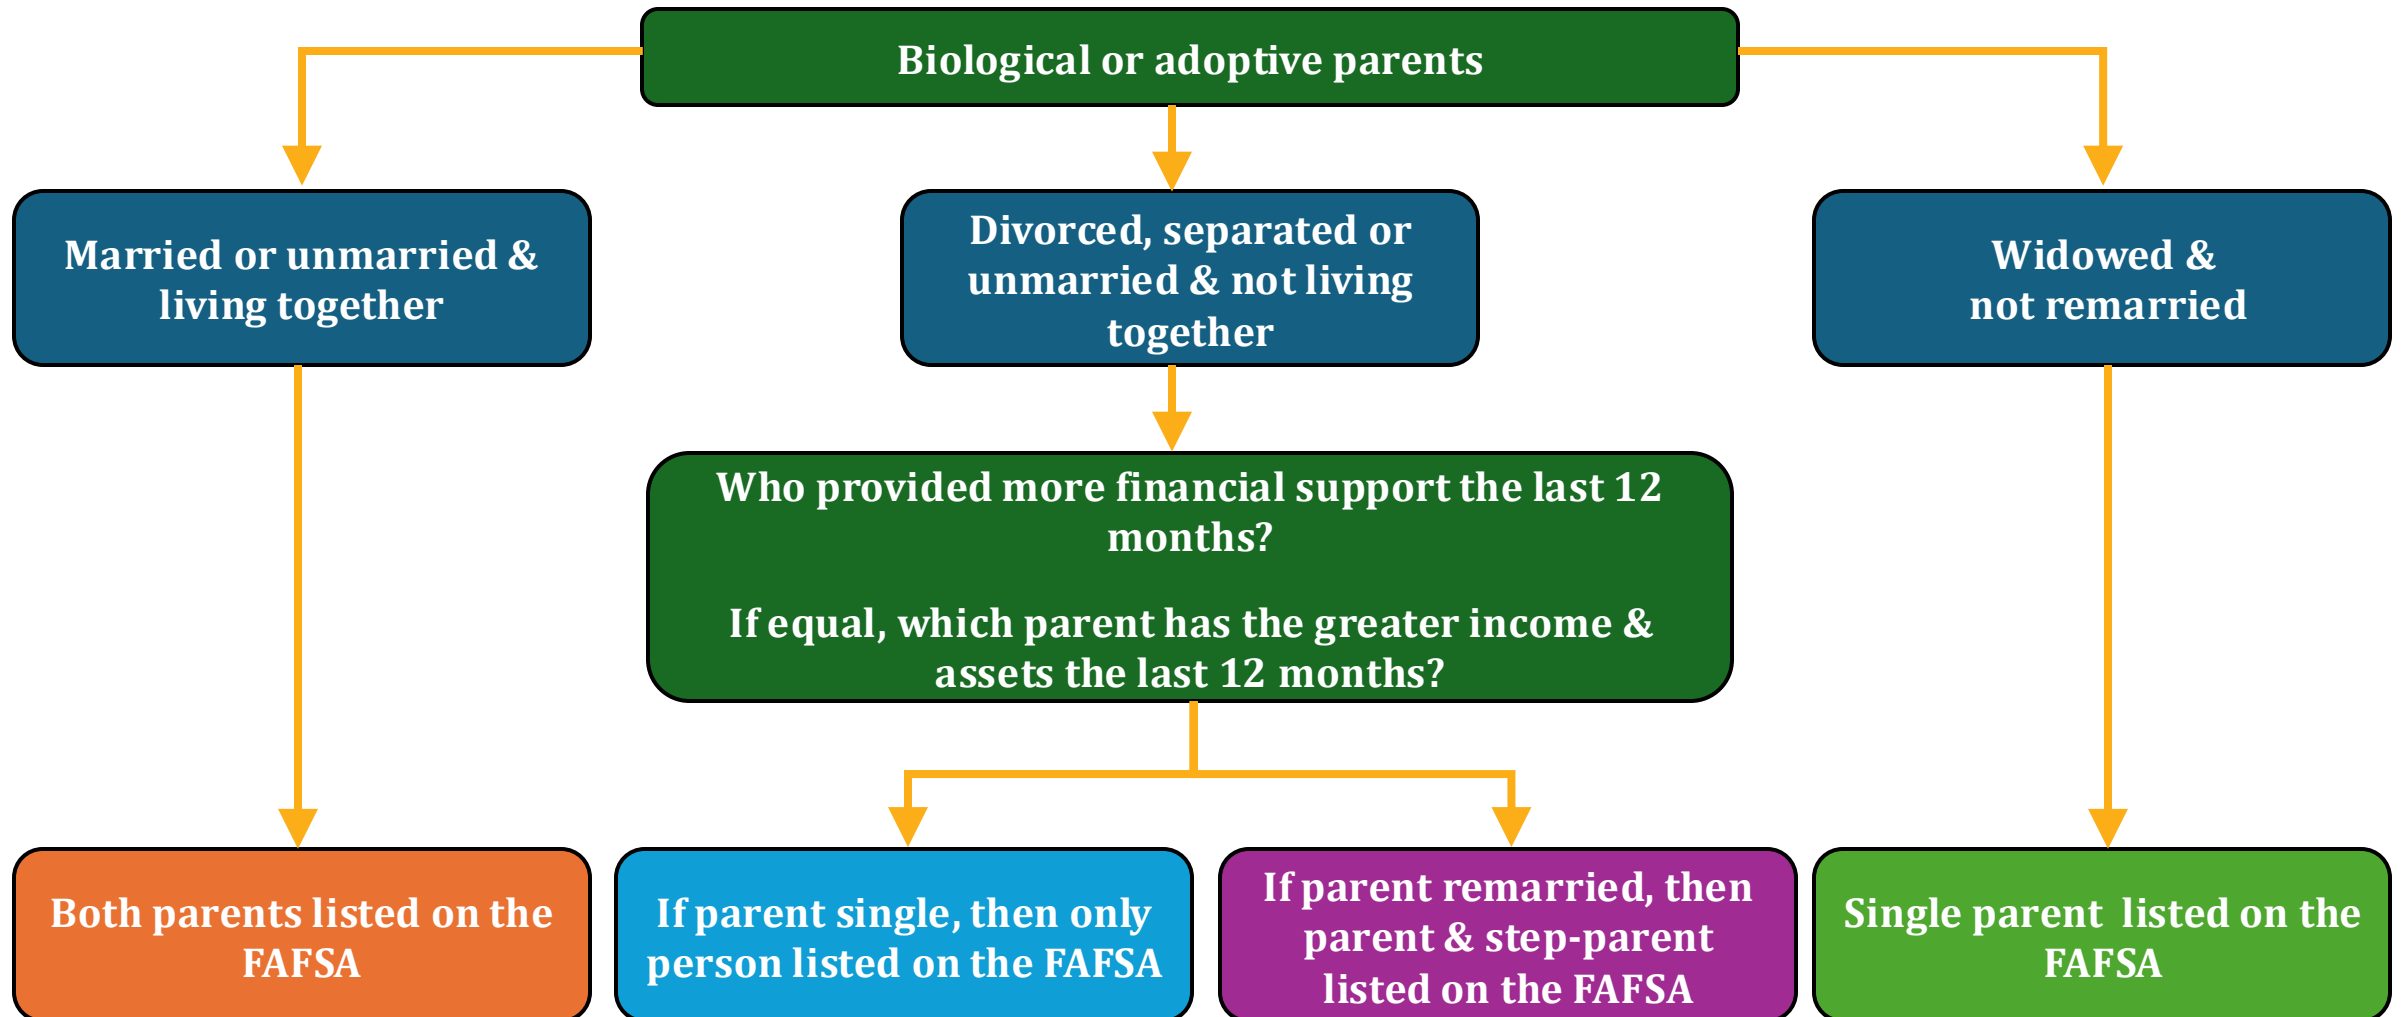 Biological or adoptive parents
Married or unmarried &
living together
Divorced, separated or
unmarried & not living
together
Widowed &
not remarried
Who provided more financial support the last 12
months?
If equal, which parent has the greater income &
assets the last 12 months?
Both parents listed on the
FAFSA
If parent single, then only
person listed on the FAFSA
If parent remarried, then
parent & step-parent
listed on the FAFSA
Single parent  listed on the
FAFSA